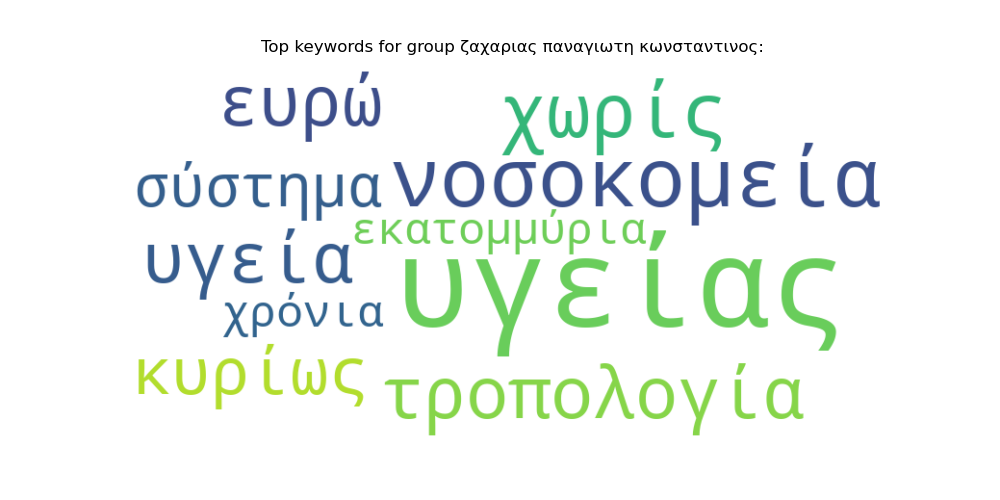 Top keywords for group ζαχαριας παναγιωτη κωνσταντινος:
ευρώ
χωρίς
σύστημα
νοσοκομεία
εκατομμύρια
υγεία
υγείας
χρόνια
κυρίως
τροπολογία